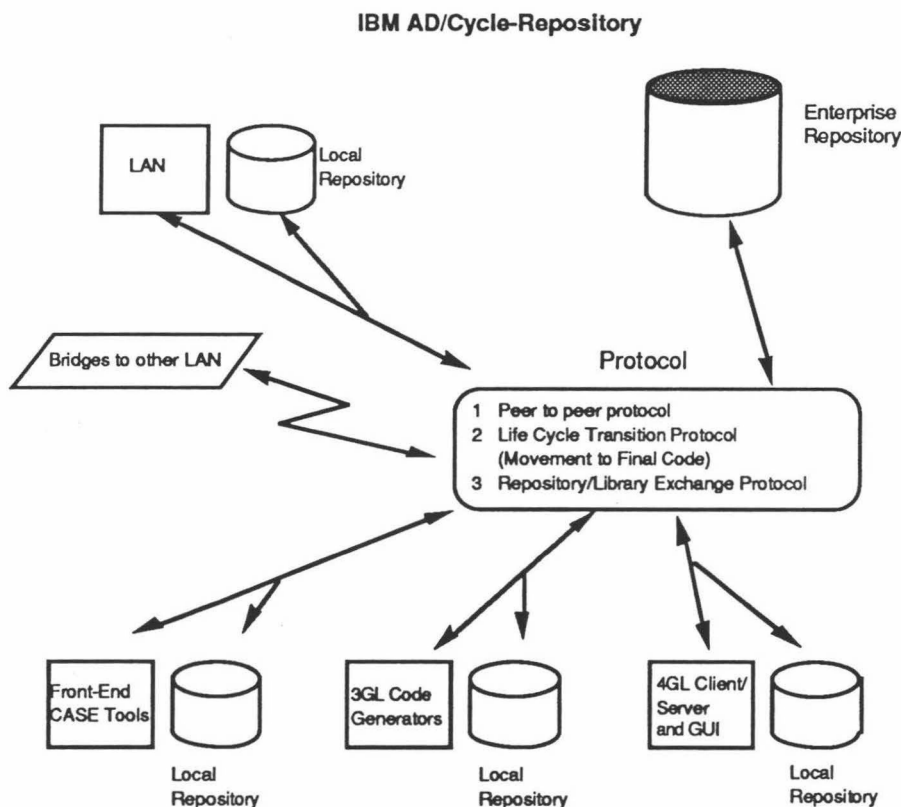 IBM AD/Cycle-Repository
LAN
Local
Repository
Enterprise
Repository
Bridges to other LAN
Protocol
1 Peer to peer protocol
2 Life Cycle Transition Protocol
(Movement to Final Code)
3 Repository/Library Exchange Protocol
Front-End
CASE Tools
Local
Repository
3GL Code
Generators
Local
Repository
4GL Client/
Server
and GUI
Local
Repository